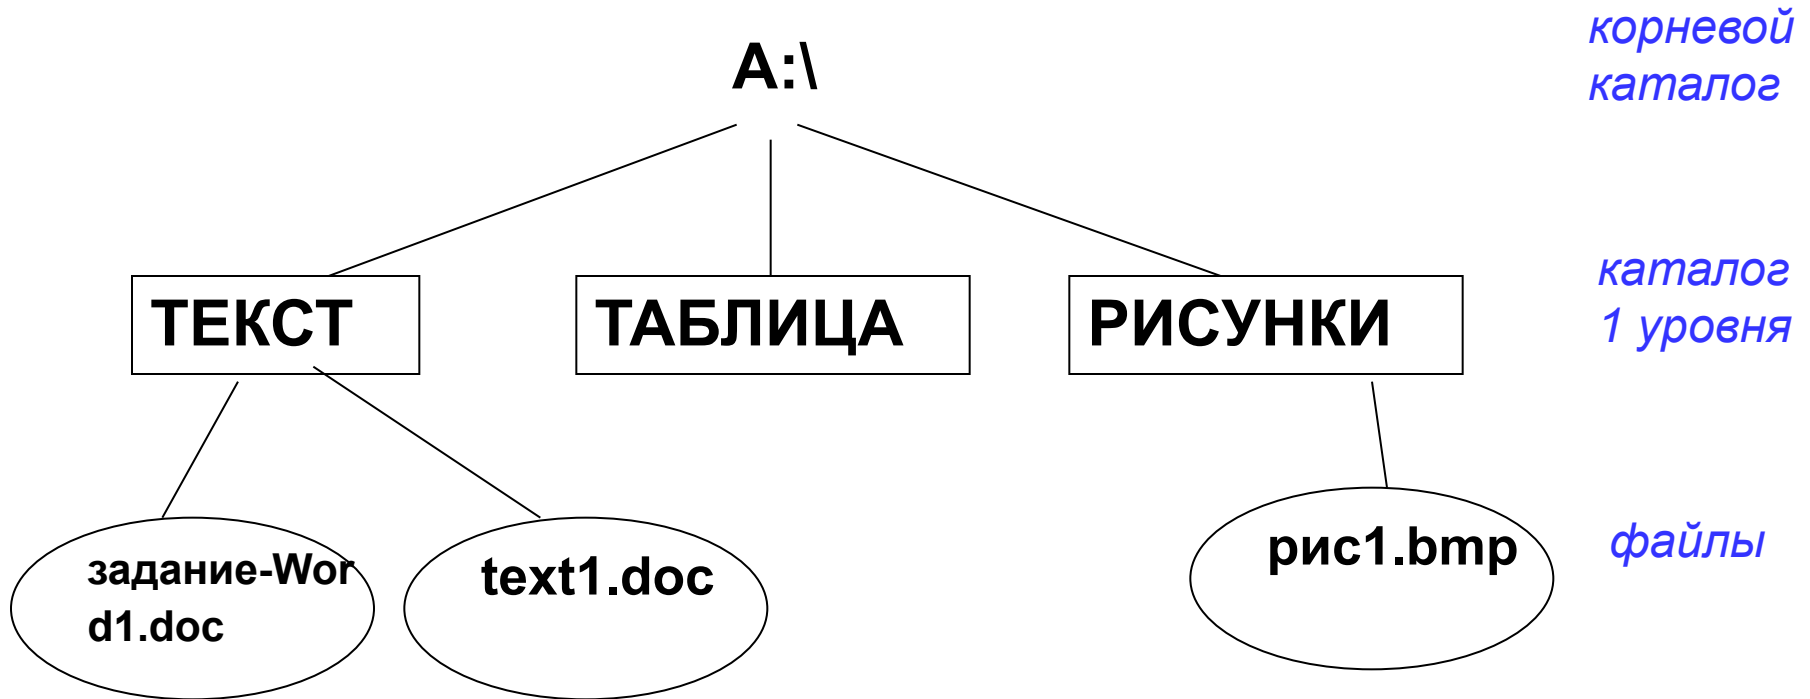 корневой
каталог
A:\
каталог
1 уровня
ТЕКСТ
ТАБЛИЦА
РИСУНКИ
файлы
задание-Wor
d1.doc
text1.doc
рис1.bmp